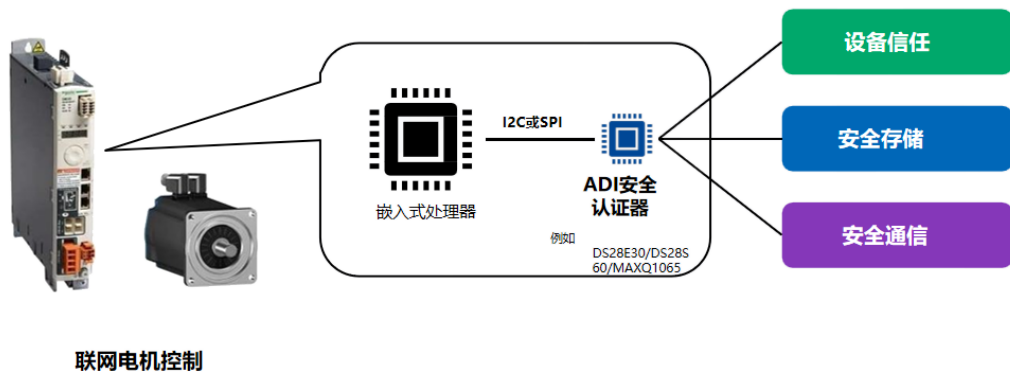 设备信任
I2C或SPI
安全存储
ADI安全
认证器
嵌入式处理器
例如
安全通信
DS28E30/DS28S
60/MAXQ1065
联网电机控制